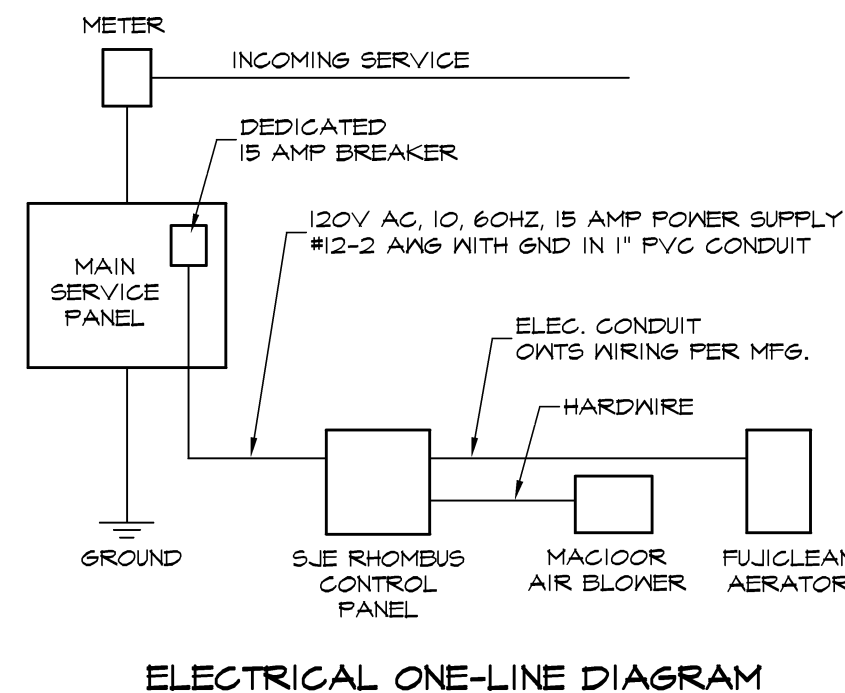 METER
INCOMING SERVICE
DEDICATED
15 AMP BREAKER
120V AC, 10, 60HZ, 15 AMP POWER SUPPLY
#12-2 AWG WITH GND IN 1" PVC CONDUIT
MAIN
SERVICE
PANEL
ELEC. CONDUIT
OWTS WIRING PER MFG.
HARDWIRE
GROUND
SJE RHOMBUS
CONTROL
PANEL
MAC100R
AIR BLOWER
FUJICLEAN
AERATOR
ELECTRICAL ONE-LINE DIAGRAM